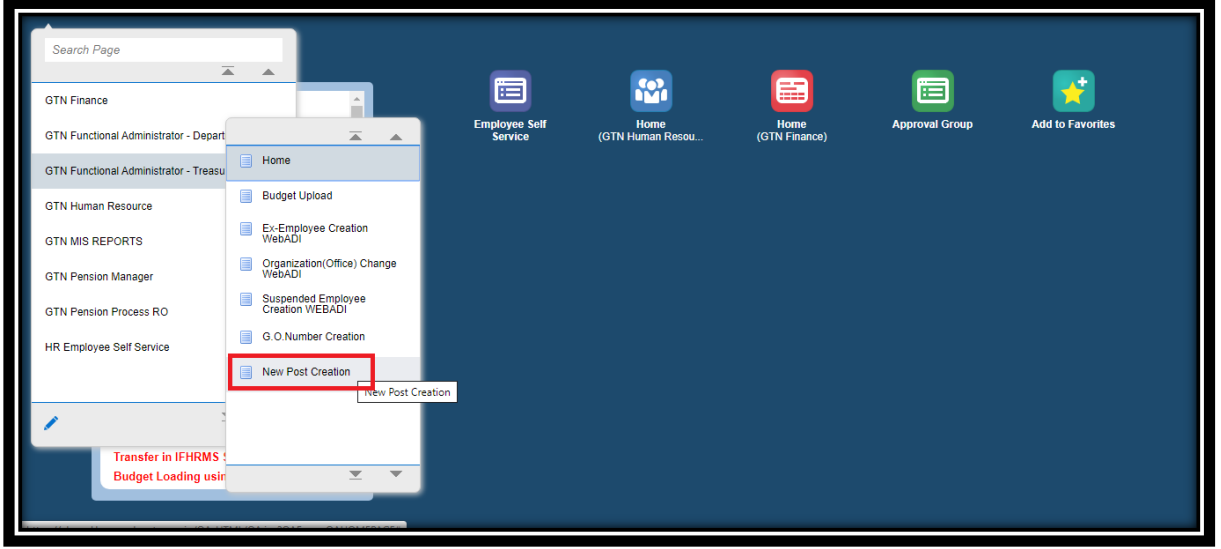 Search Page
GTN Finance
GTN Functional Administrator - Depart
GTN Functional Administrator - Treasu
GTN Human Resource
GTN MIS REPORTS
GTN Pension Manager
GTN Pension Process RO
HR Employee Self Service
Home
Budget Upload
Ex-Employee Creation
WebADI
Organization(Office) Change
WebADI
Suspended Employee
Creation WEBADI
G.O.Number Creation
New Post Creation
New Post Creation
Transfer in IFHRMS
Budget Loading usin
Employee Self
Service
Home
(GTN Human Resou...
Home
(GTN Finance)
Approval Group
Add to Favorites